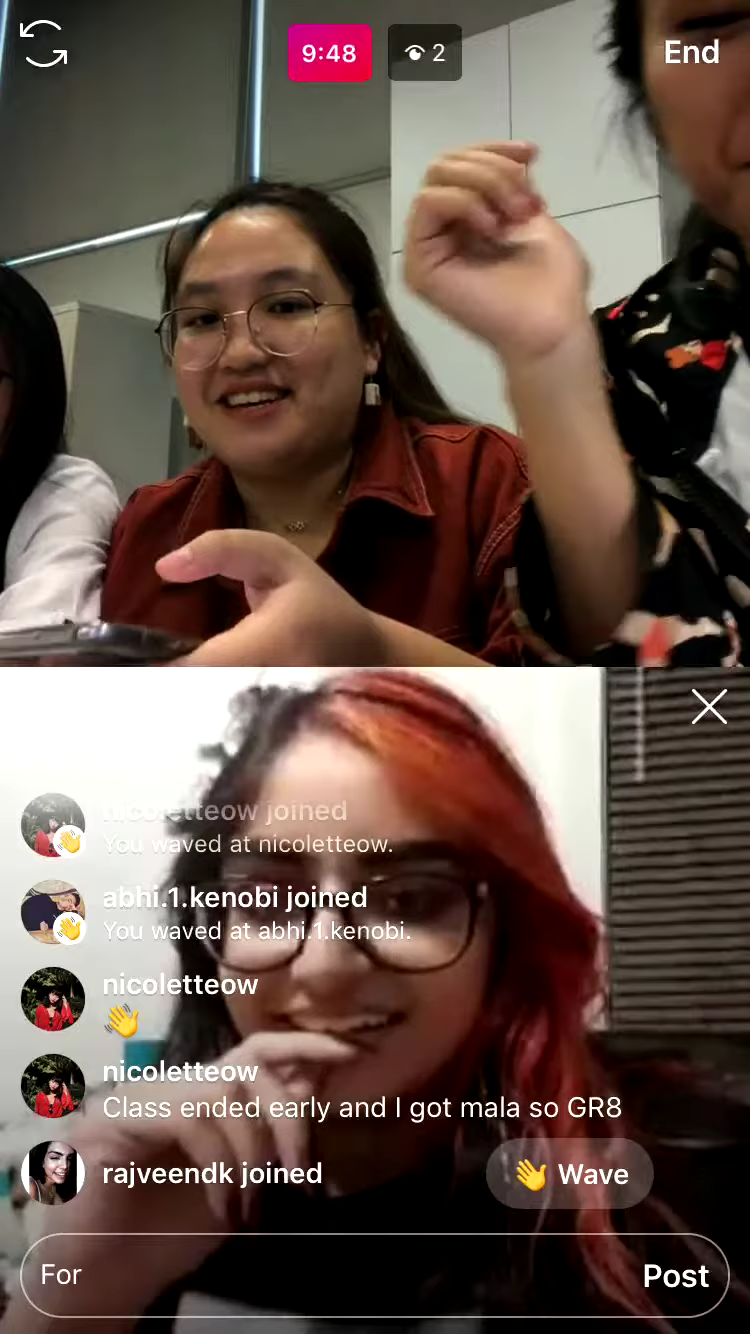 9:48
2
End
nicoletteow joined
You waved at nicoletteow.
abhi.1.kenobi joined
You waved at abhi.1.kenobi.
nicoletteow
👋
nicoletteow
Class ended early and I got mala so GR8
rajveendk joined
👋 Wave
For
Post